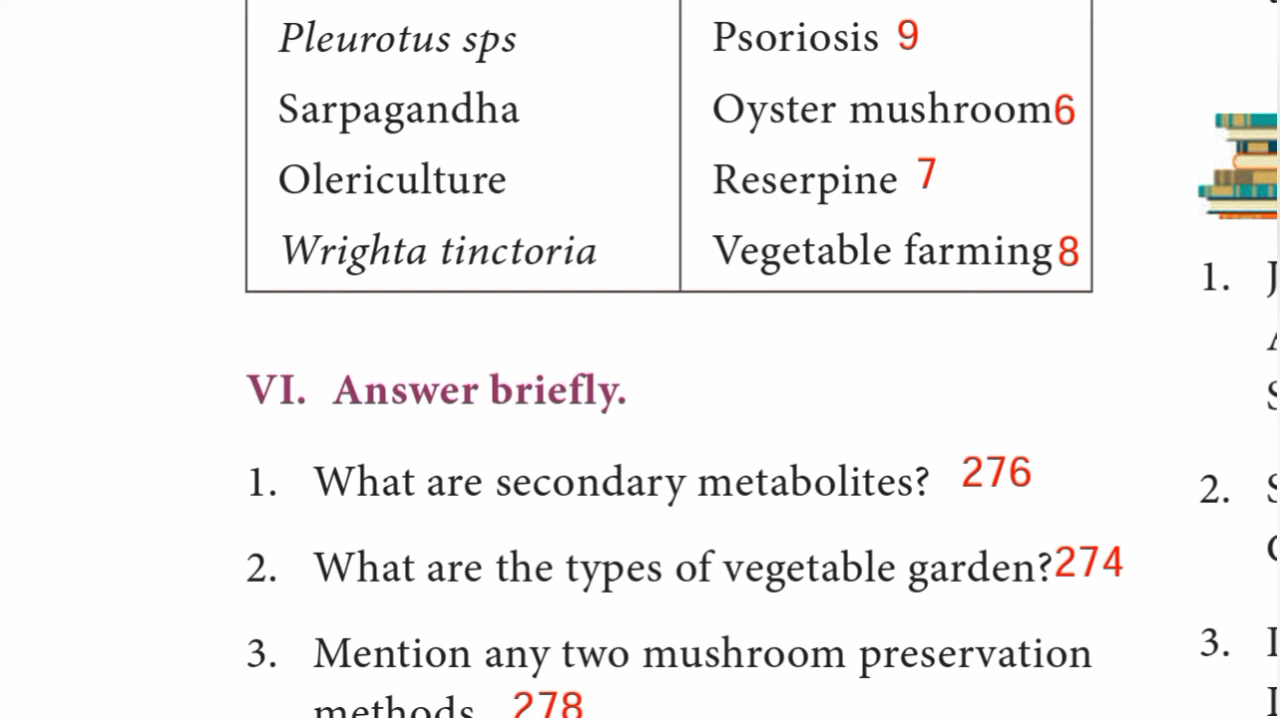 Pleurotus sps Psoriosis 9
Sarpagandha Oyster mushroom6
Olericulture Reserpine 7
Wrighta tinctoria Vegetable farming8
VI. Answer briefly.
1. What are secondary metabolites? 276
2. What are the types of vegetable garden?274
3. Mention any two mushroom preservation
methods 278
1.
2.
3.